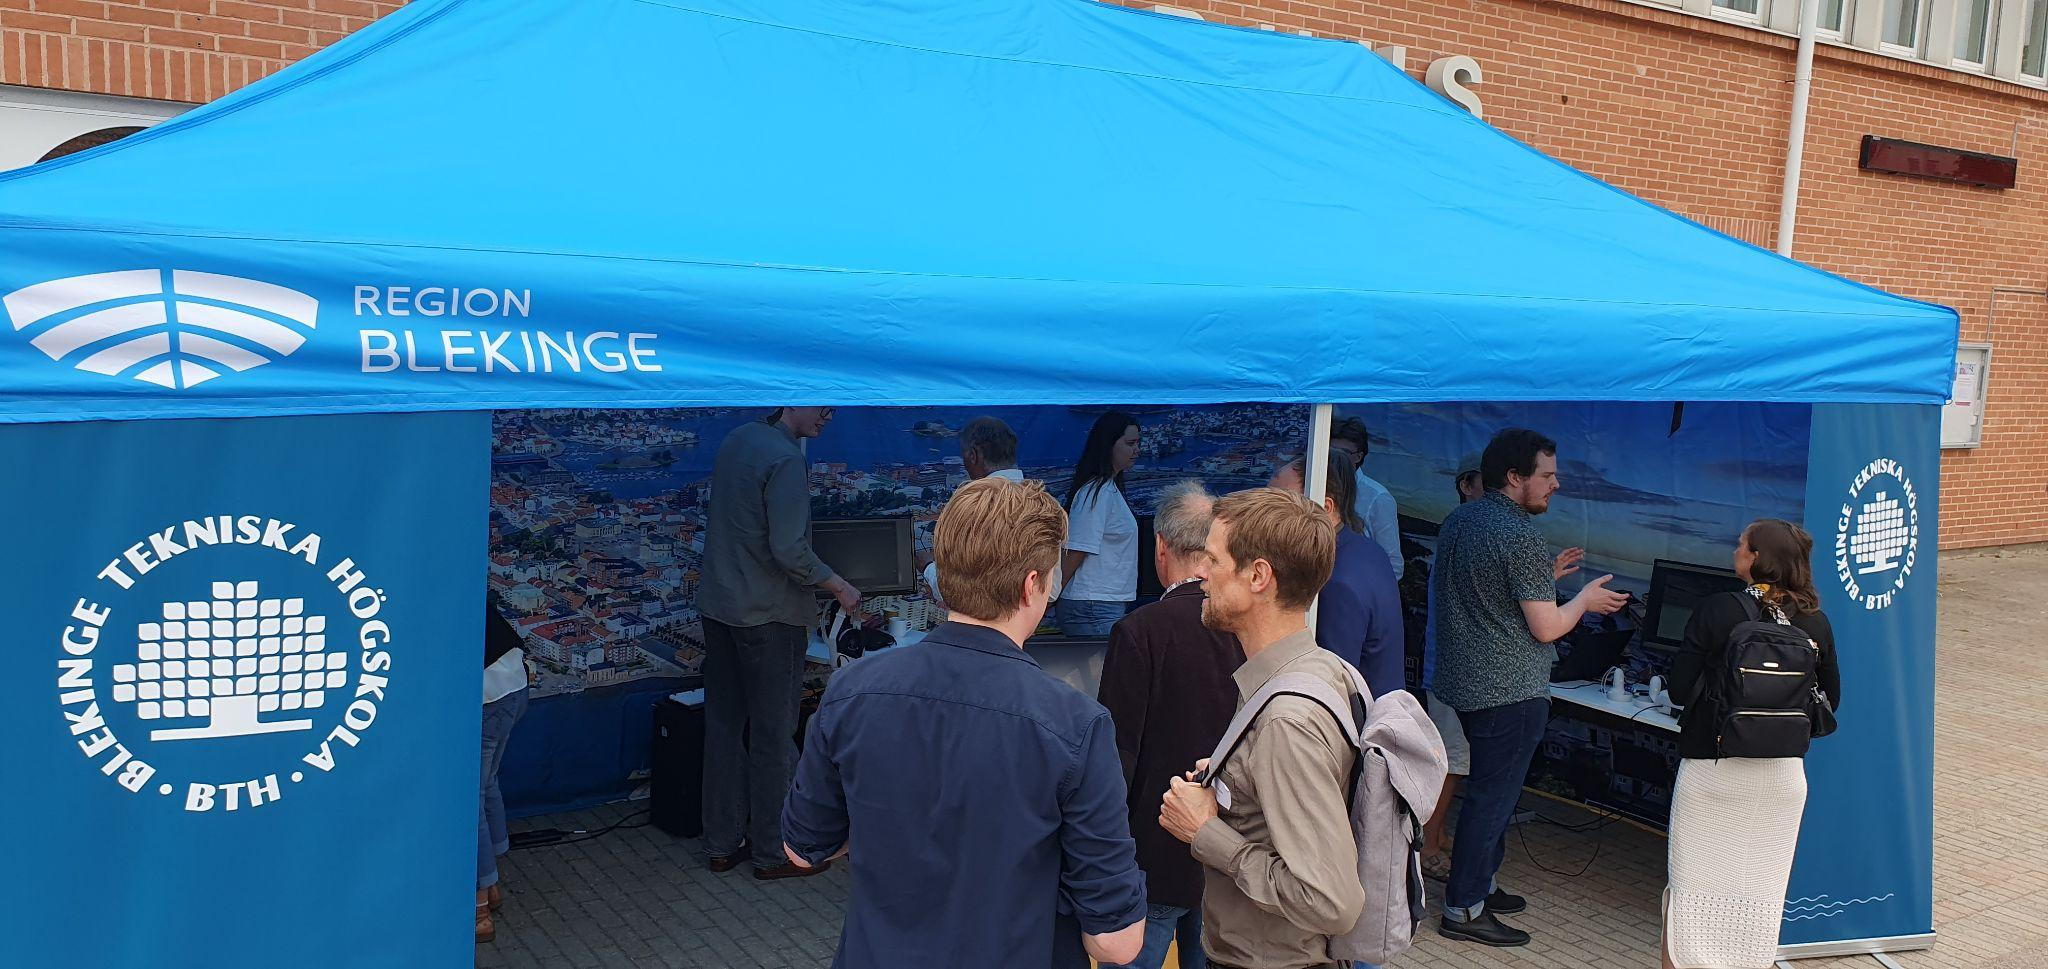 REGION
BLEKINGE
BLEKINGE TEKNISKA HÖGSKOLA
• BTH •
BLEKINGE TEKNISKA HÖGSKOLA
• BTH •